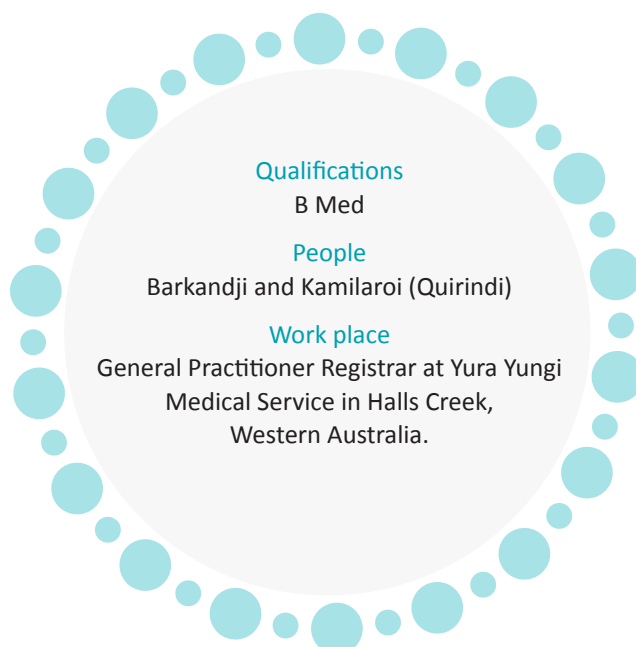 Qualifications
B Med
People
Barkandji and Kamilaroi (Quirindi)
Work place
General Practitioner Registrar at Yura Yungi
Medical Service in Halls Creek,
Western Australia.